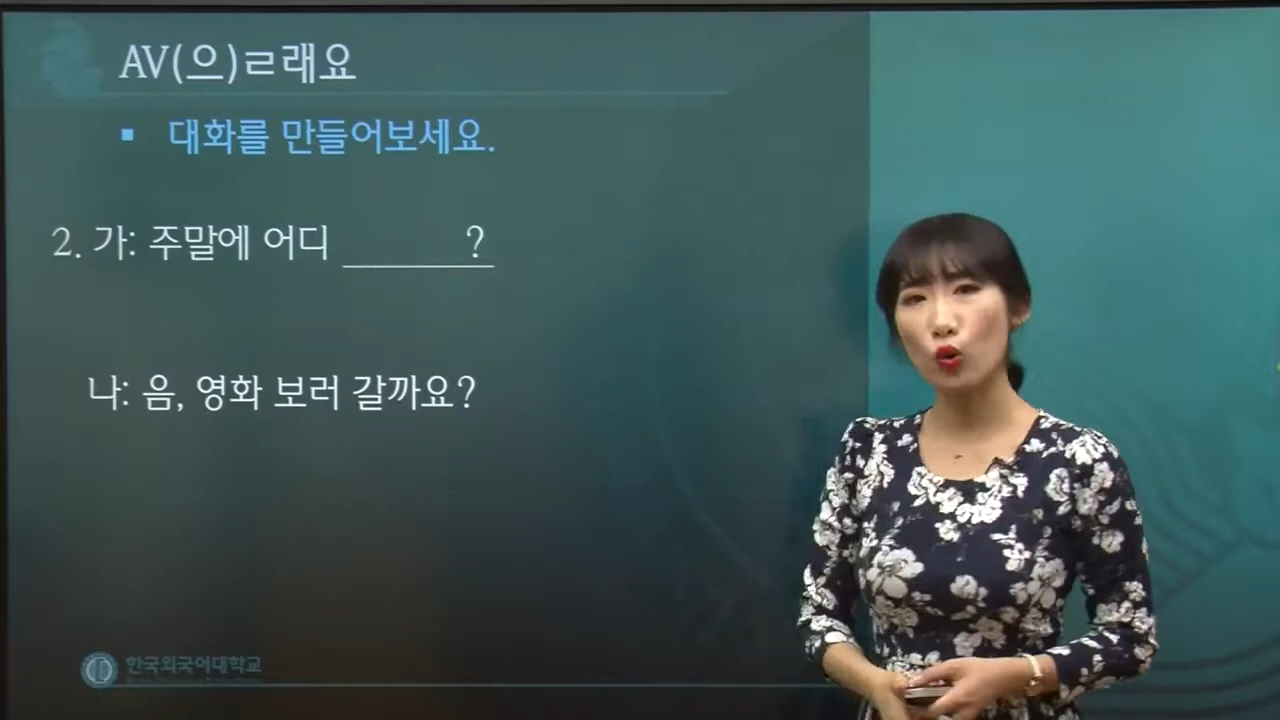 AV(으)ㄹ래요
▪ 대화를 만들어보세요.
2. 가: 주말에 어디 ______?
나: 음, 영화 보러 갈까요?
한국외국어대학교